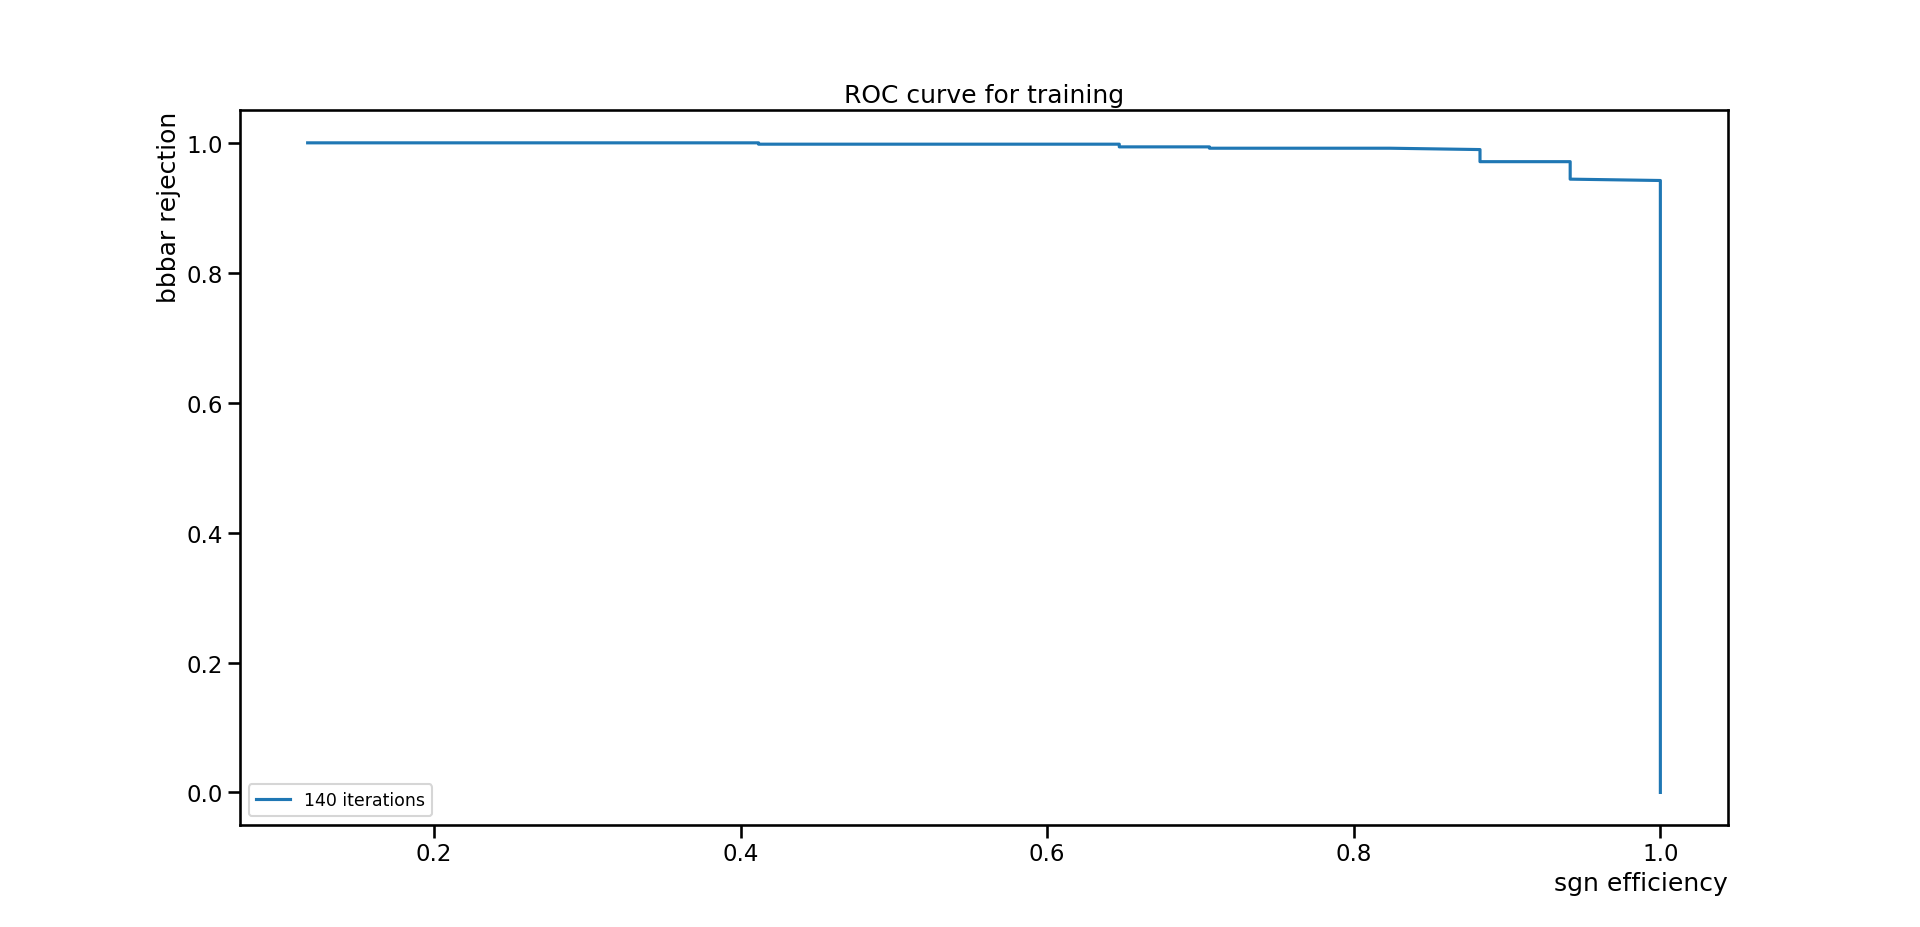 ROC curve for training
bbbar rejection
1.0
0.8
0.6
0.4
0.2
0.0
140 iterations
0.2 0.4 0.6 0.8 1.0
sgn efficiency